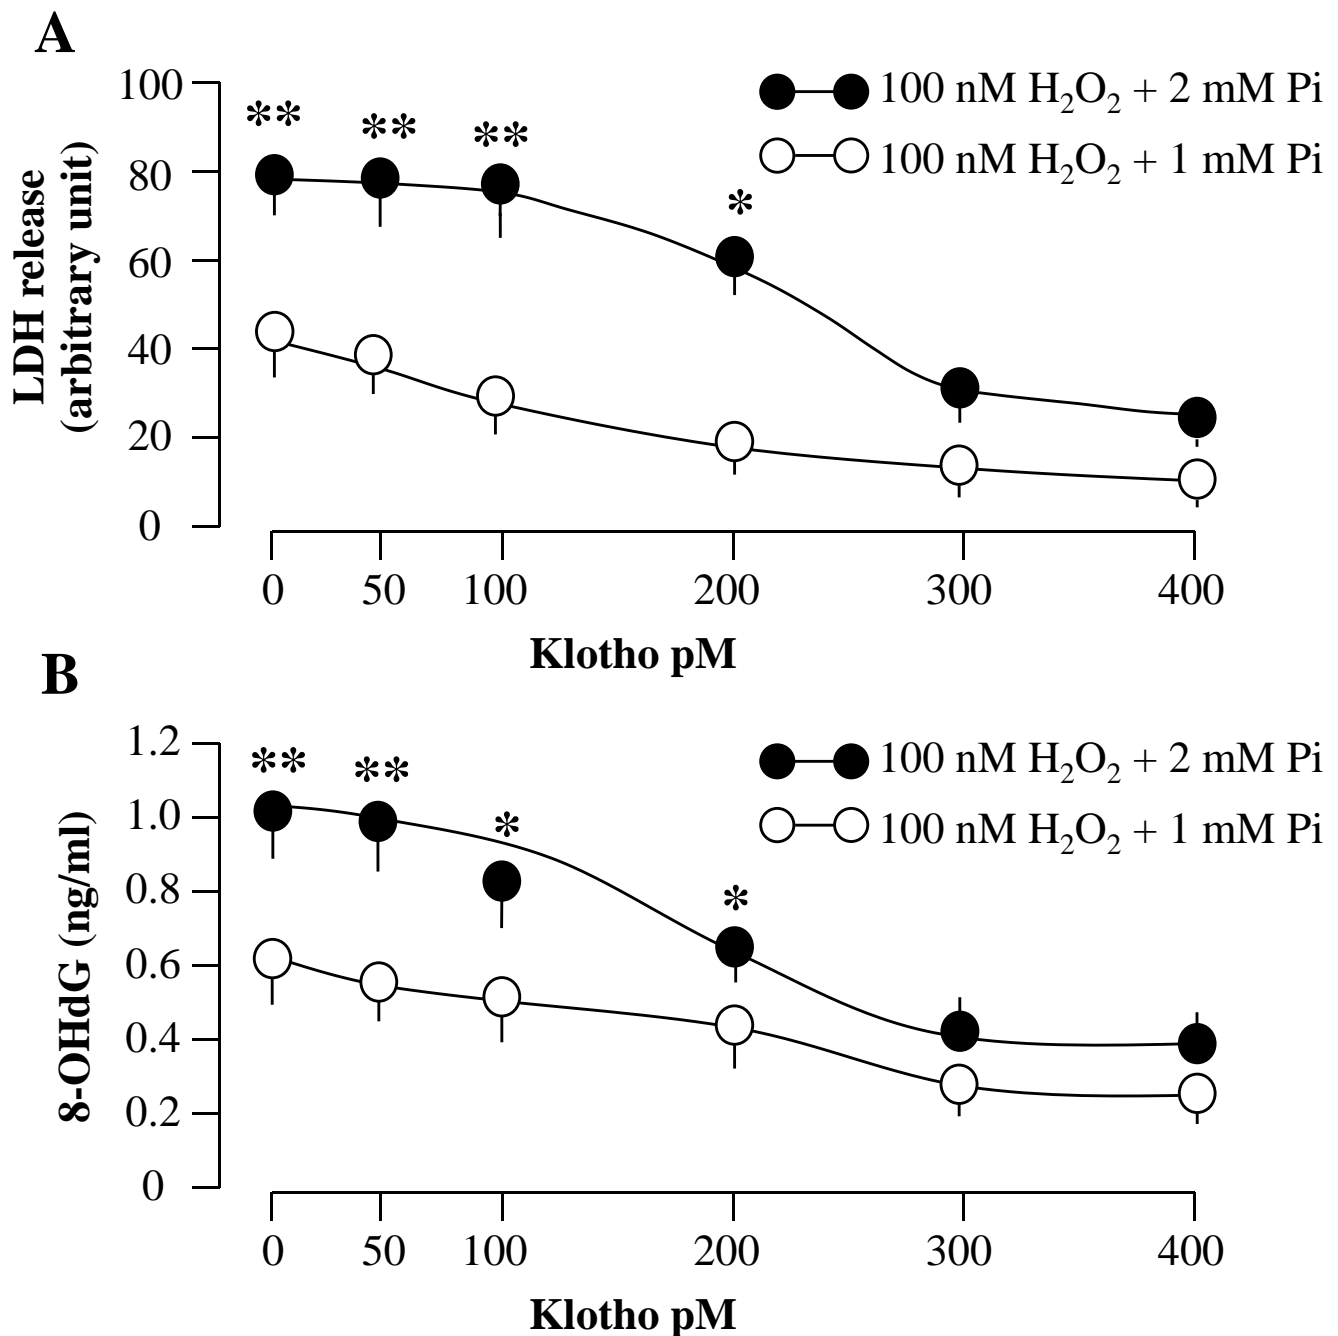 A
100
80
60
40
20
0
LDH release
(arbitrary unit)
** ** ** *
100 nM H₂O₂ + 2 mM Pi
100 nM H₂O₂ + 1 mM Pi
0 50 100 200 300 400
Klotho pM
B
1.2
1.0
0.8
0.6
0.4
0.2
0
8-OHdG (ng/ml)
** ** * *
100 nM H₂O₂ + 2 mM Pi
100 nM H₂O₂ + 1 mM Pi
0 50 100 200 300 400
Klotho pM